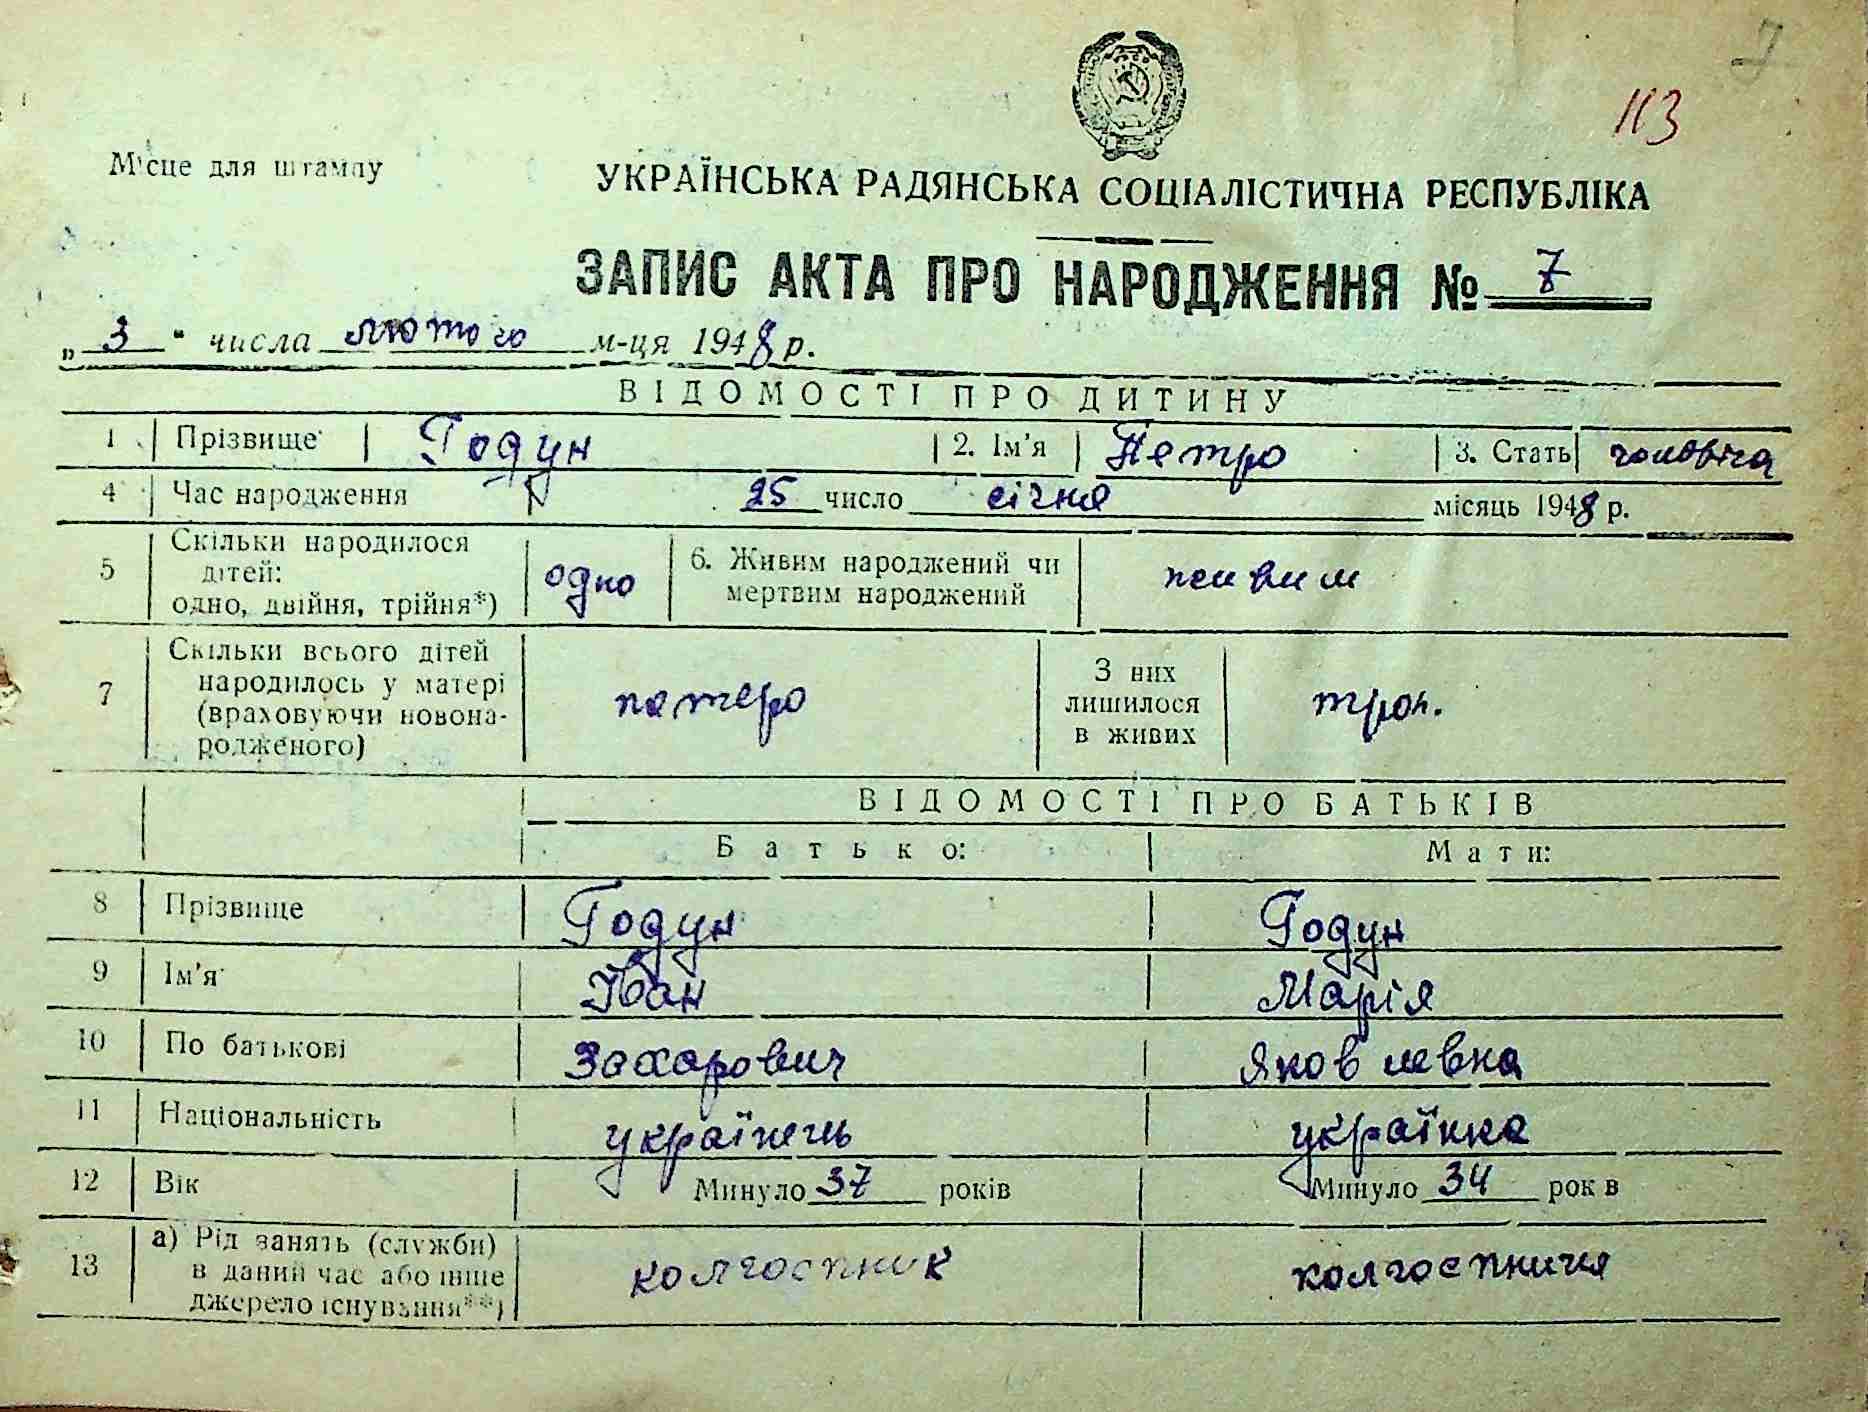 7
113
Місце для штампу
УКРАЇНСЬКА РАДЯНСЬКА СОЦІАЛІСТИЧНА РЕСПУБЛІКА
ЗАПИС АКТА ПРО НАРОДЖЕННЯ № 7
„3" числа лютого м-ця 1948 р.
ВІДОМОСТІ ПРО ДИТИНУ
1 Прізвище Годун 2. Ім'я Петро 3. Стать чоловіча
4 Час народження 25 число січня місяць 1948 р.
5 Скільки народилося дітей: одно, двійня, трійня*) одно 6. Живим народжений чи мертвим народжений живим
7 Скільки всього дітей народилось у матері (враховуючи новонародженого) пятеро З них лишилося в живих троє.
ВІДОМОСТІ ПРО БАТЬКІВ
Батько: Мати:
8 Прізвище Годун Годун
9 Ім'я Іван Марія
10 По батькові Захарович Яковлевна
11 Національність українець українка
12 Вік Минуло 37 років Минуло 34 рок в
13 а) Рід занять (служби) в даний час або інше джерело існування**) колгоспник колгоспниця